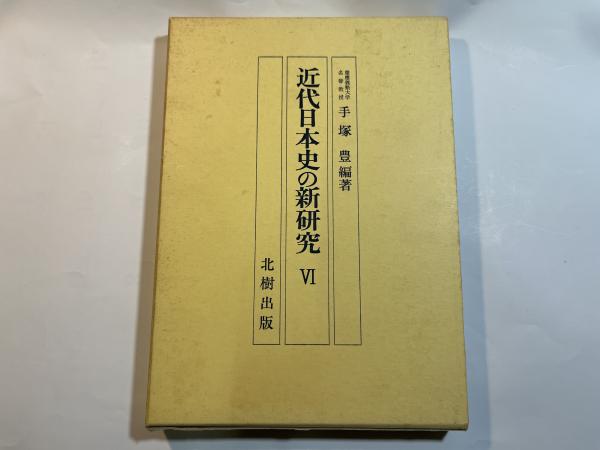 慶應義塾大学
名誉教授
手塚豊編著
近代日本史の新研究 Ⅵ
北樹出版